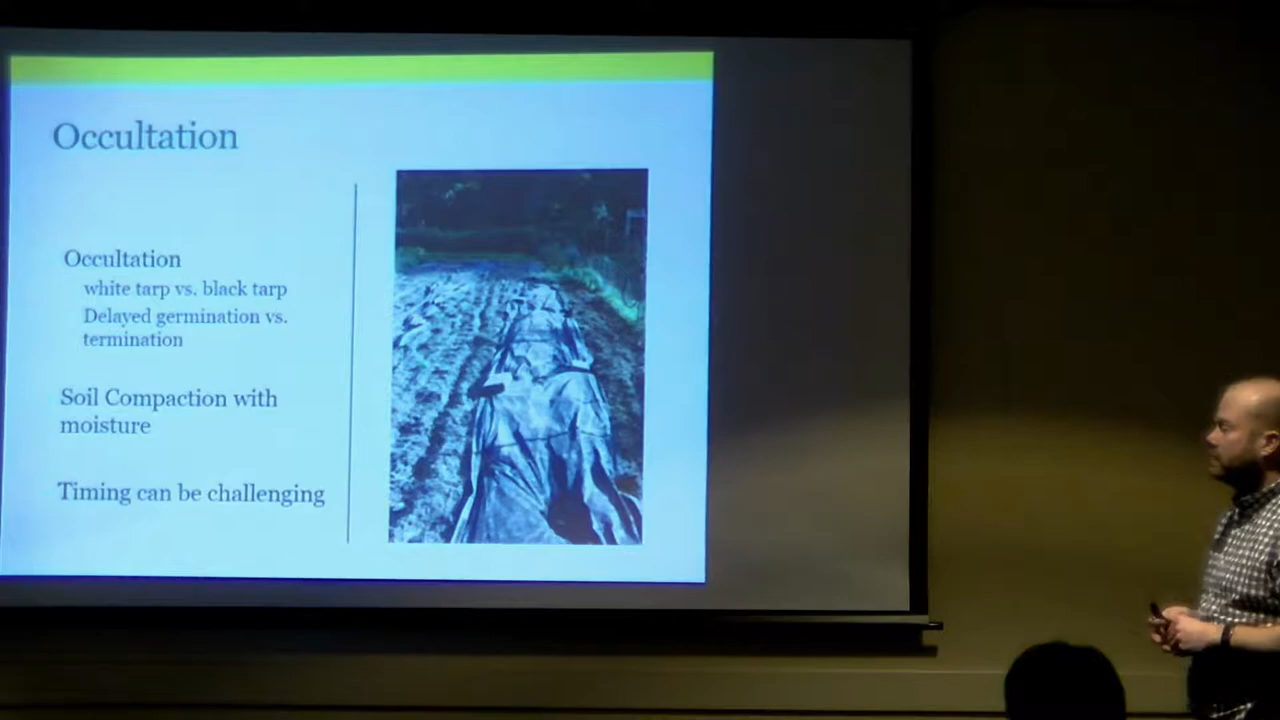 Occultation
Occultation
white tarp vs. black tarp
Delayed germination vs.
termination
Soil Compaction with
moisture
Timing can be challenging